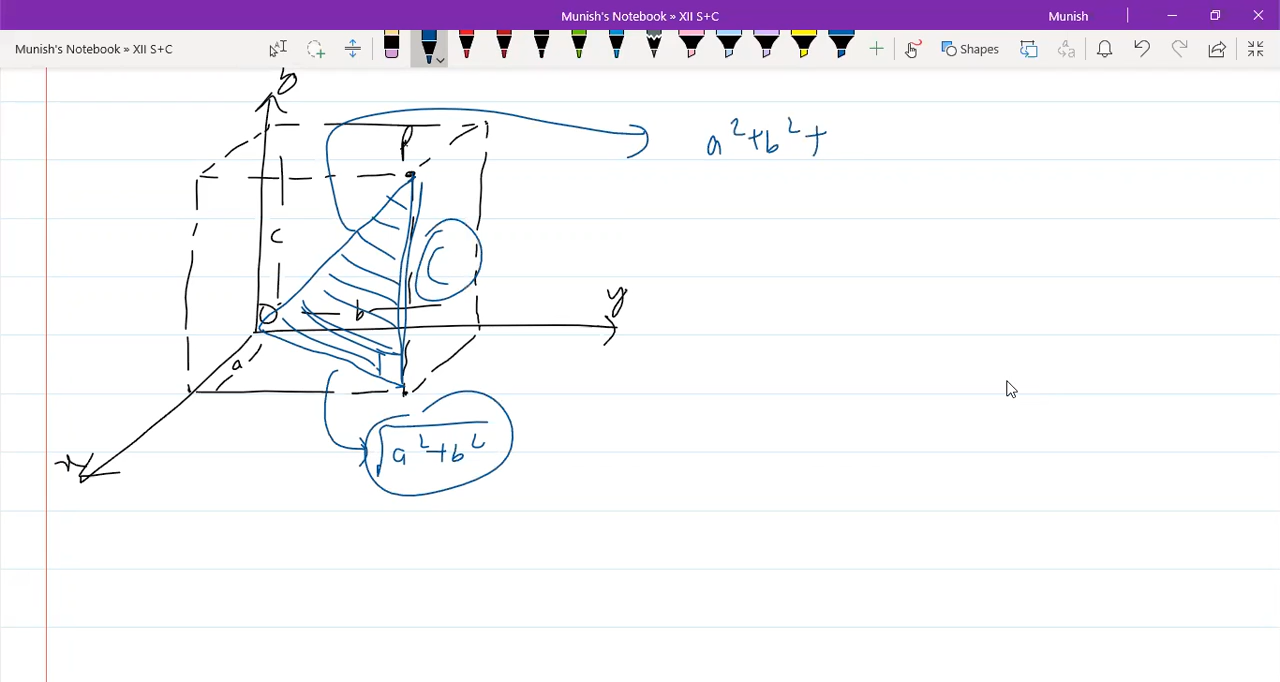 Munish's Notebook » XII S+C
Munish
Munish's Notebook » XII S+C
Shapes
P
a²+b²+
c
C
y
O
b
a
x
√a²+b²